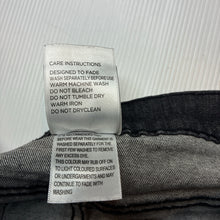 CARE INSTRUCTIONS
DESIGNED TO FADE
WASH SEPARATELY BEFORE USE
WARM MACHINE WASH
DO NOT BLEACH
DO NOT TUMBLE DRY
WARM IRON
DO NOT DRYCLEAN
BEFORE WEAR THE GARMENT IS
WASHED SEPARATELY FOR THE
FIRST FEW WASHES TO REMOVE
ANY EXCESS DYE.
THIS COLOUR MAY RUB OFF ON
TO LIGHT COLOURED SURFACES
OR UNDERGARMENTS AND MAY
CONTINUE TO FADE WITH
WASHING